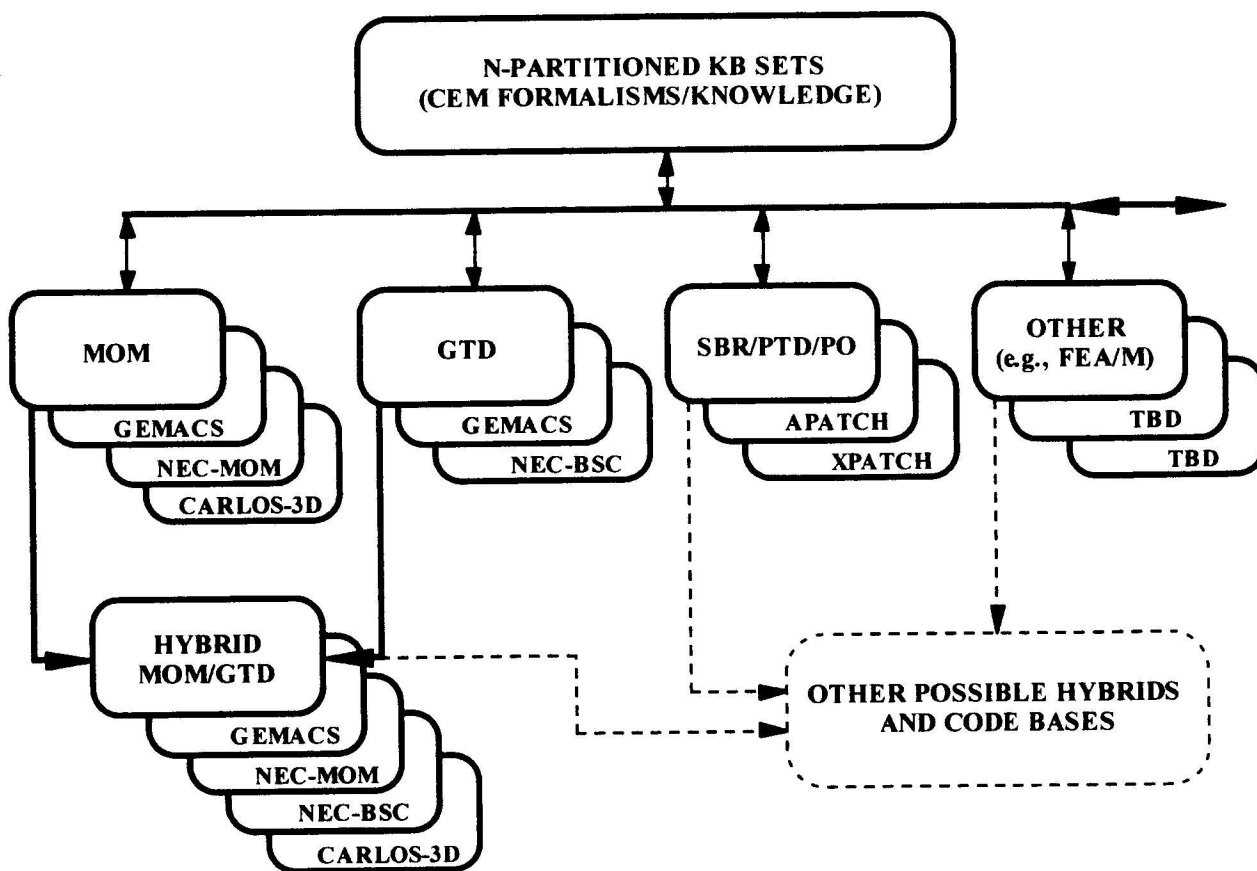 N-PARTITIONED KB SETS
(CEM FORMALISMS/KNOWLEDGE)
MOM
GEMACS
NEC-MOM
CARLOS-3D
GTD
GEMACS
NEC-BSC
SBR/PTD/PO
APATCH
XPATCH
OTHER
(e.g., FEA/M)
TBD
TBD
HYBRID
MOM/GTD
GEMACS
NEC-MOM
NEC-BSC
CARLOS-3D
OTHER POSSIBLE HYBRIDS
AND CODE BASES